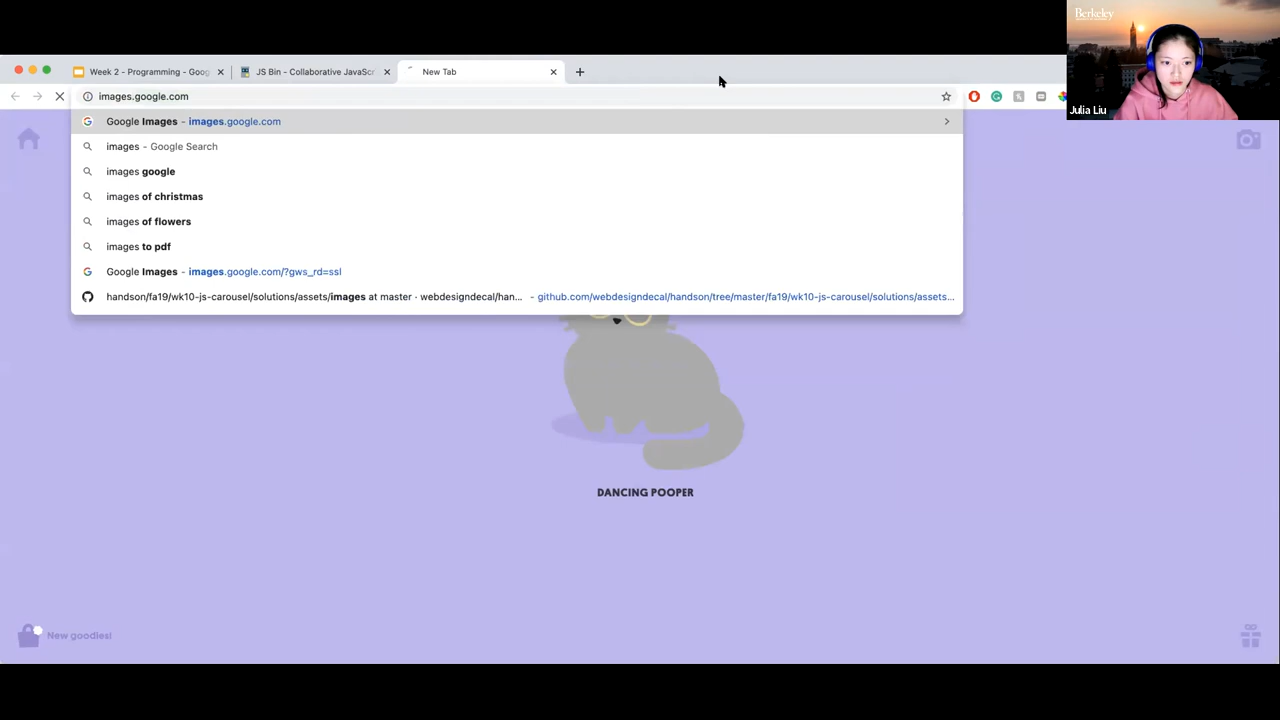 Berkeley
Julia Liu
Week 2 - Programming - Goog
JS Bin - Collaborative JavaScr
New Tab
images.google.com
Google Images - images.google.com
images - Google Search
images google
images of christmas
images of flowers
images to pdf
Google Images - images.google.com/?gws_rd=ssl
handson/fa19/wk10-js-carousel/solutions/assets/images at master · webdesigndecal/han... - github.com/webdesigndecal/handson/tree/master/fa19/wk10-js-carousel/solutions/assets...
DANCING POOPER
New goodies!